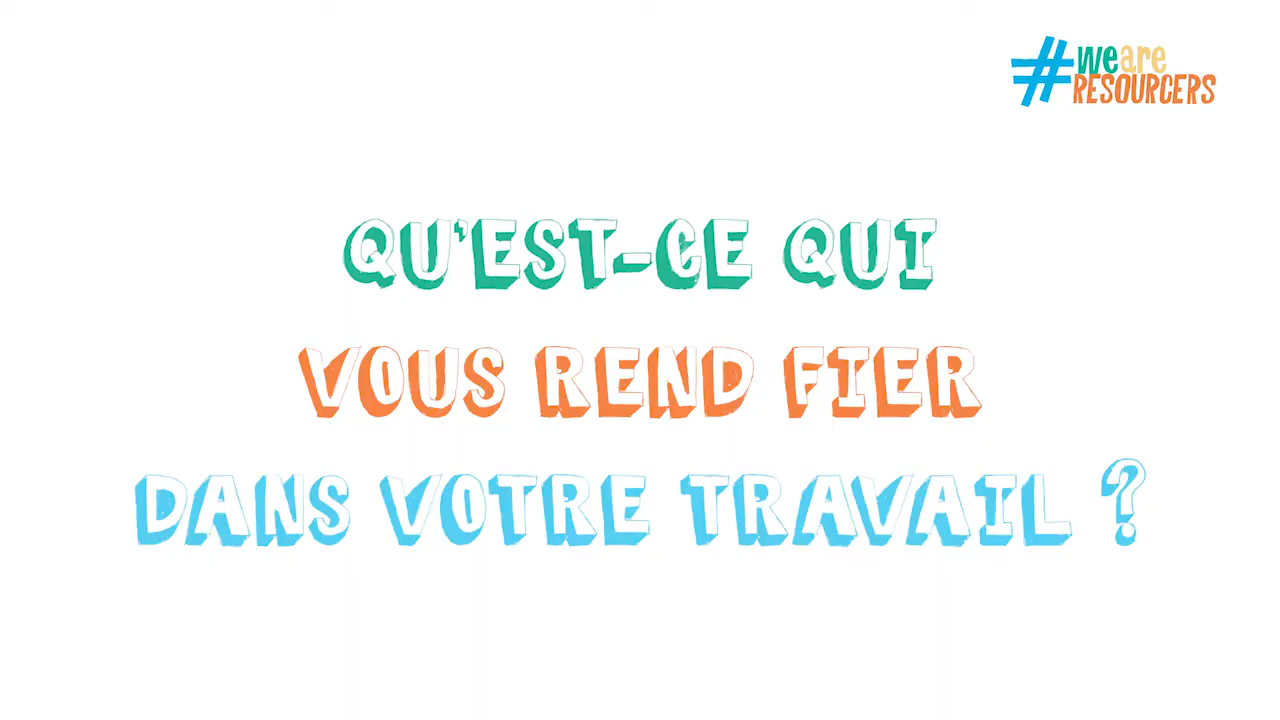 #weare
RESOURCERS
QU'EST-CE QUI
VOUS REND FIER
DANS VOTRE TRAVAIL ?